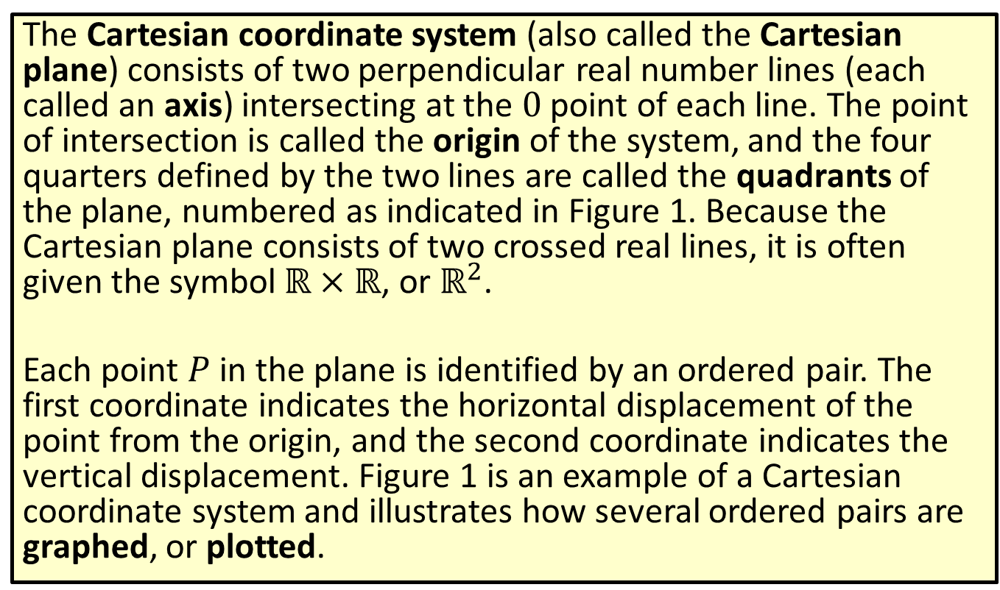 The Cartesian coordinate system (also called the Cartesian
plane) consists of two perpendicular real number lines (each
called an axis) intersecting at the 0 point of each line. The point
of intersection is called the origin of the system, and the four
quarters defined by the two lines are called the quadrants of
the plane, numbered as indicated in Figure 1. Because the
Cartesian plane consists of two crossed real lines, it is often
given the symbol ℝ × ℝ, or ℝ².
Each point 𝑃 in the plane is identified by an ordered pair. The
first coordinate indicates the horizontal displacement of the
point from the origin, and the second coordinate indicates the
vertical displacement. Figure 1 is an example of a Cartesian
coordinate system and illustrates how several ordered pairs are
graphed, or plotted.